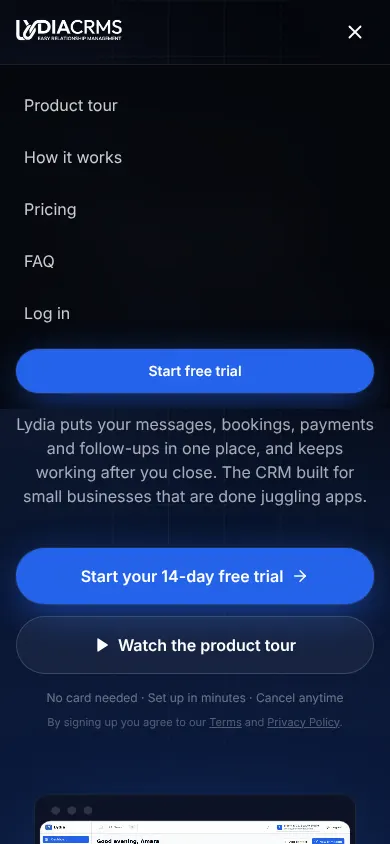 LYDIACRMS
EASY RELATIONSHIP MANAGEMENT
Product tour
How it works
Pricing
FAQ
Log in
Start free trial
Lydia puts your messages, bookings, payments
and follow-ups in one place, and keeps
working after you close. The CRM built for
small businesses that are done juggling apps.
Start your 14-day free trial →
Watch the product tour
No card needed · Set up in minutes · Cancel anytime
By signing up you agree to our Terms and Privacy Policy.
Lydia
Good evening, Amara